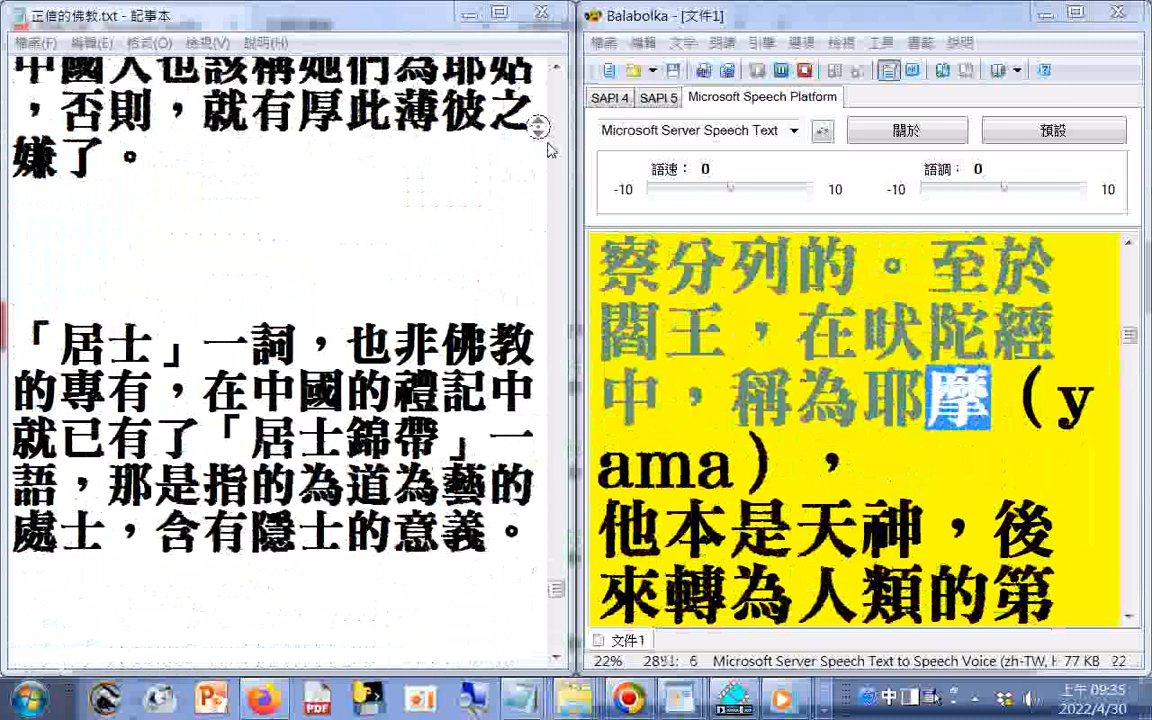 正信的佛教.txt - 記事本
檔案(F) 編輯(E) 格式(O) 檢視(V) 說明(H)
中國人也該稱她們為耶姑
，否則，就有厚此薄彼之
嫌了。
「居士」一詞，也非佛教
的專有，在中國的禮記中
就已有了「居士錦帶」一
語，那是指的為道為藝的
處士，含有隱士的意義。
Balabolka - [文件1]
檔案 編輯 文字 朗讀 引擎 選項 檢視 工具 書籤 說明
SAPI 4 SAPI 5 Microsoft Speech Platform
Microsoft Server Speech Text
關於
預設
語速： 0
語調： 0
-10 10 -10 10
察分列的。至於
閻王，在吠陀經
中，稱為耶摩（y
ama），
他本是天神，後
來轉為人類的第
文件1
22% 2891: 6 Microsoft Server Speech Text to Speech Voice (zh-TW, H 77 KB 22
中
上午 09:35
2022/4/30